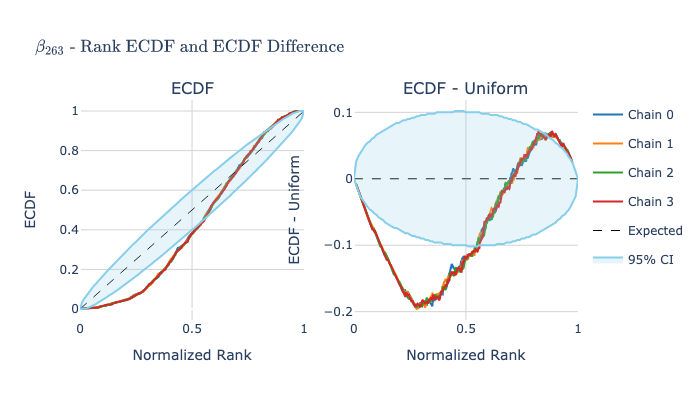 β263 - Rank ECDF and ECDF Difference
ECDF
ECDF
1
0.8
0.6
0.4
0.2
0
0
0.5
1
Normalized Rank
ECDF - Uniform
ECDF - Uniform
0.1
0
−0.1
−0.2
0
0.5
1
Normalized Rank
Chain 0
Chain 1
Chain 2
Chain 3
Expected
95% CI